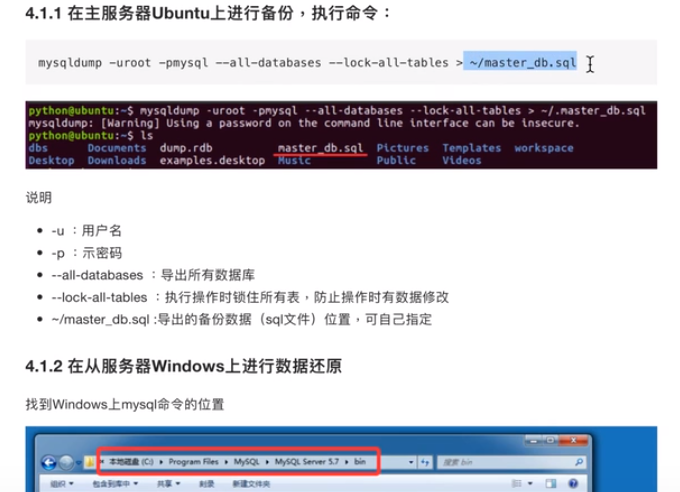 4.1.1 在主服务器Ubuntu上进行备份，执行命令：
mysqldump -uroot -pmysql --all-databases --lock-all-tables > ~/master_db.sql
python@ubuntu:~$ mysqldump -uroot -pmysql --all-databases --lock-all-tables > ~/.master_db.sql
mysqldump: [Warning] Using a password on the command line interface can be insecure.
python@ubuntu:~$ ls
dbs Documents dump.rdb master_db.sql Pictures Templates workspace
Desktop Downloads examples.desktop Music Public Videos
说明
-u ：用户名
-p ：示密码
--all-databases ：导出所有数据库
--lock-all-tables ：执行操作时锁住所有表，防止操作时有数据修改
~/master_db.sql :导出的备份数据（sql文件）位置，可自己指定
4.1.2 在从服务器Windows上进行数据还原
找到Windows上mysql命令的位置
本地磁盘 (C:) Program Files MySQL MySQL Server 5.7 bin 搜索 bin
组织 包含到库中 共享 刻录 新建文件夹